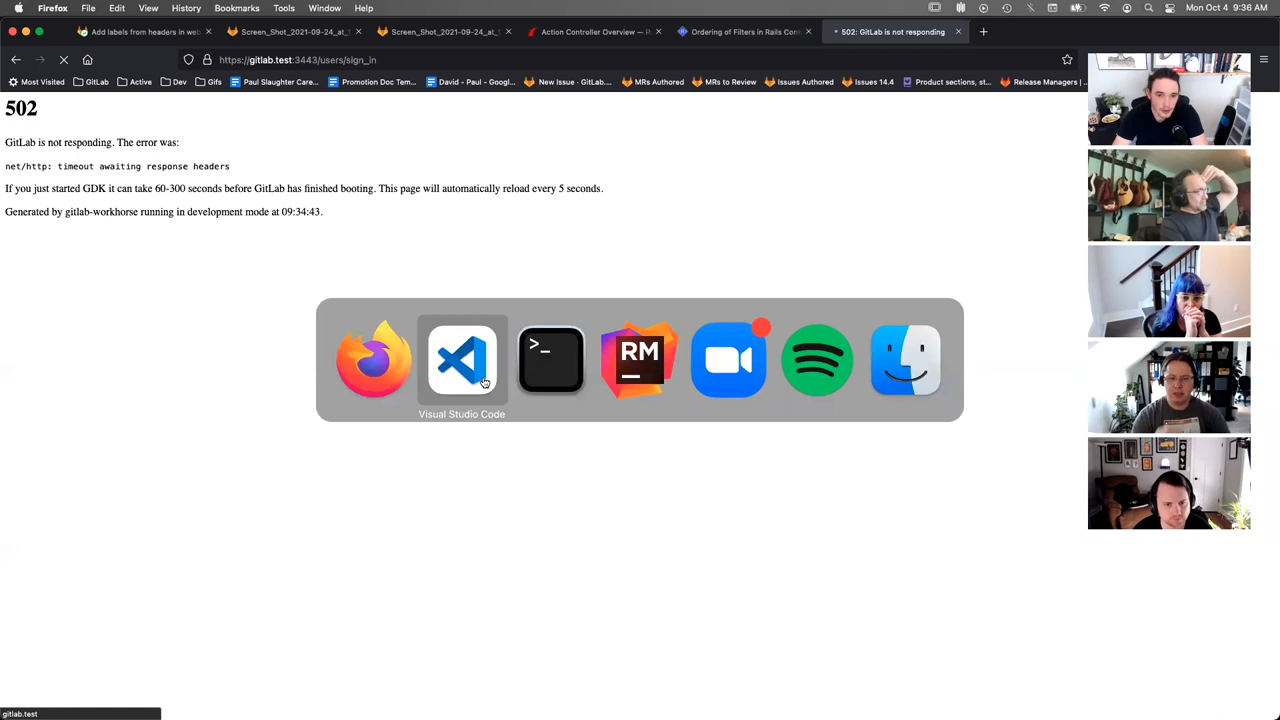 Firefox File Edit View History Bookmarks Tools Window Help Mon Oct 4 9:36 AM
Add labels from headers in web Screen_Shot_2021-09-24_at_ Screen_Shot_2021-09-24_at_ Action Controller Overview — R Ordering of Filters in Rails Con 502: GitLab is not responding
https://gitlab.test:3443/users/sign_in
Most Visited GitLab Active Dev Gifs Paul Slaughter Care... Promotion Doc Tem... David - Paul - Googl... New Issue · GitLab.... MRs Authored MRs to Review Issues Authored Issues 14.4 Product sections, st... Release Managers |...
502
GitLab is not responding. The error was:
net/http: timeout awaiting response headers
If you just started GDK it can take 60-300 seconds before GitLab has finished booting. This page will automatically reload every 5 seconds.
Generated by gitlab-workhorse running in development mode at 09:34:43.
>_
RM
Visual Studio Code
gitlab.test